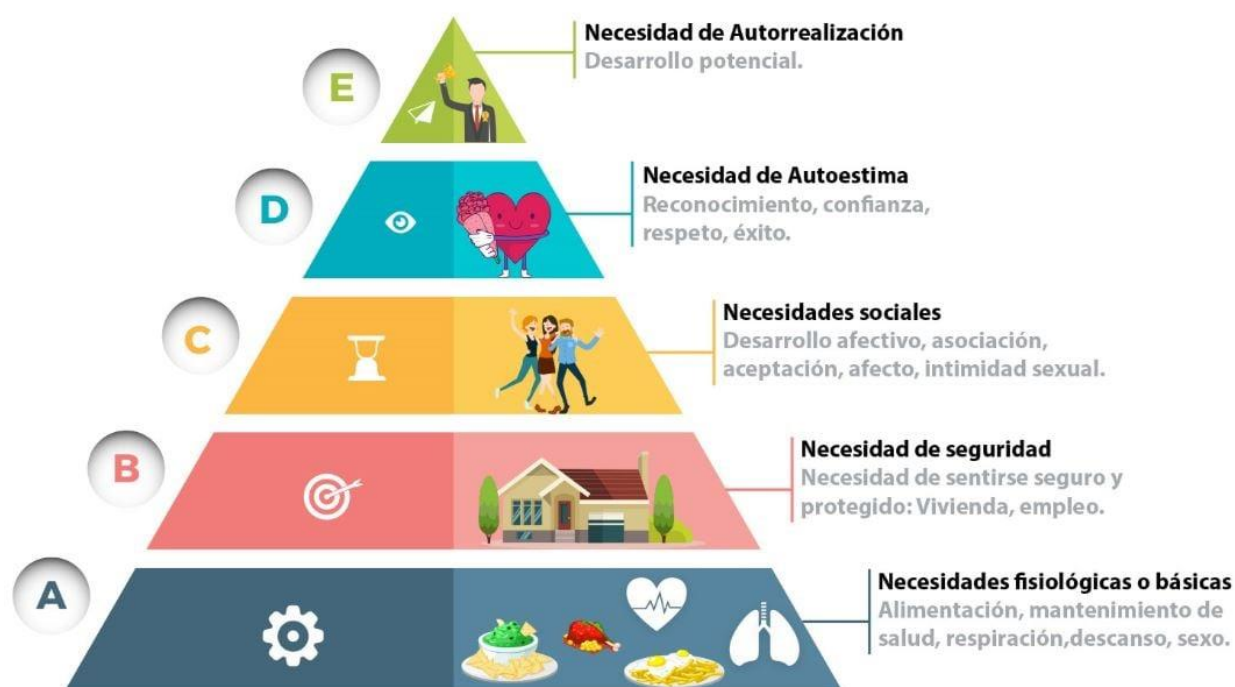 E
Necesidad de Autorrealización
Desarrollo potencial.
D
Necesidad de Autoestima
Reconocimiento, confianza,
respeto, éxito.
C
Necesidades sociales
Desarrollo afectivo, asociación,
aceptación, afecto, intimidad sexual.
B
Necesidad de seguridad
Necesidad de sentirse seguro y
protegido: Vivienda, empleo.
A
Necesidades fisiológicas o básicas
Alimentación, mantenimiento de
salud, respiración,descanso, sexo.